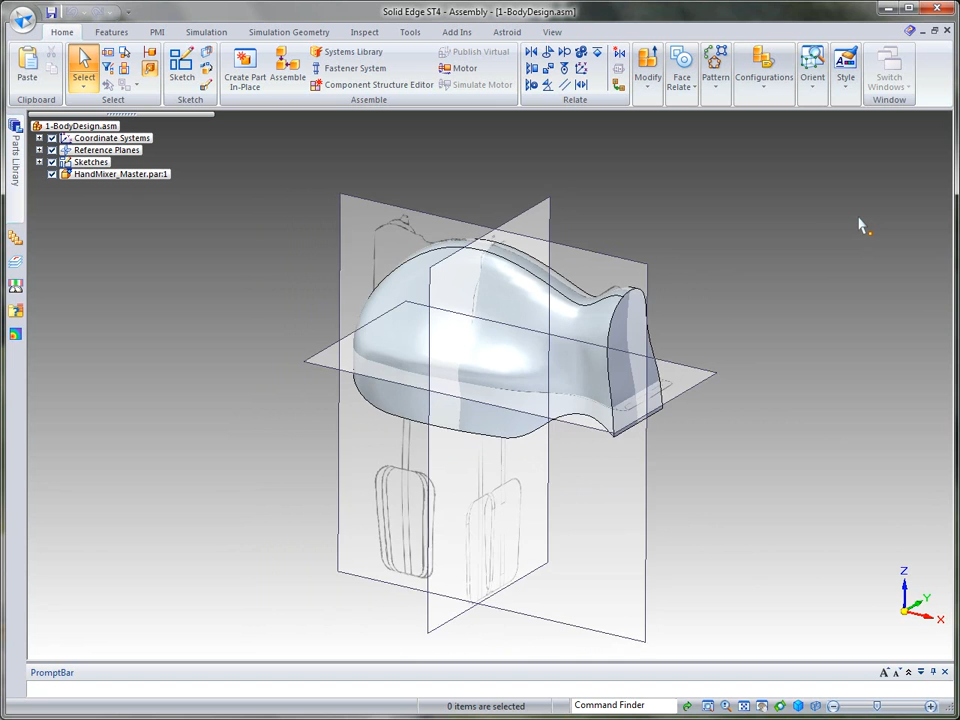 Solid Edge ST4 - Assembly - [1-BodyDesign.asm]
Home Features PMI Simulation Simulation Geometry Inspect Tools Add Ins Astroid View
Paste
Clipboard
Select
Select
Sketch
Sketch
Create Part In-Place
Assemble
Systems Library
Fastener System
Component Structure Editor
Publish Virtual
Motor
Simulate Motor
Assemble
Relate
Modify
Face Relate
Pattern
Configurations
Orient
Style
Switch Windows
Window
Parts Library
1-BodyDesign.asm
Coordinate Systems
Reference Planes
Sketches
HandMixer_Master.par:1
Z
Y
X
PromptBar
0 items are selected
Command Finder